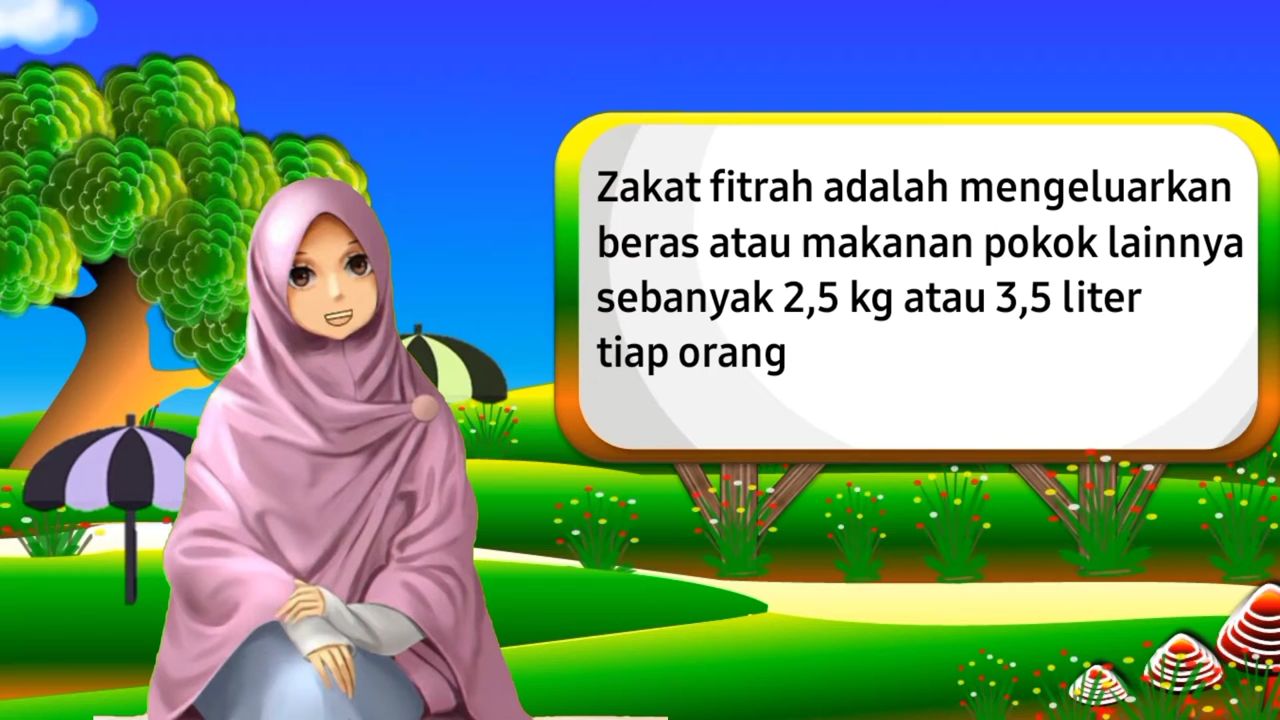 Zakat fitrah adalah mengeluarkan
beras atau makanan pokok lainnya
sebanyak 2,5 kg atau 3,5 liter
tiap orang